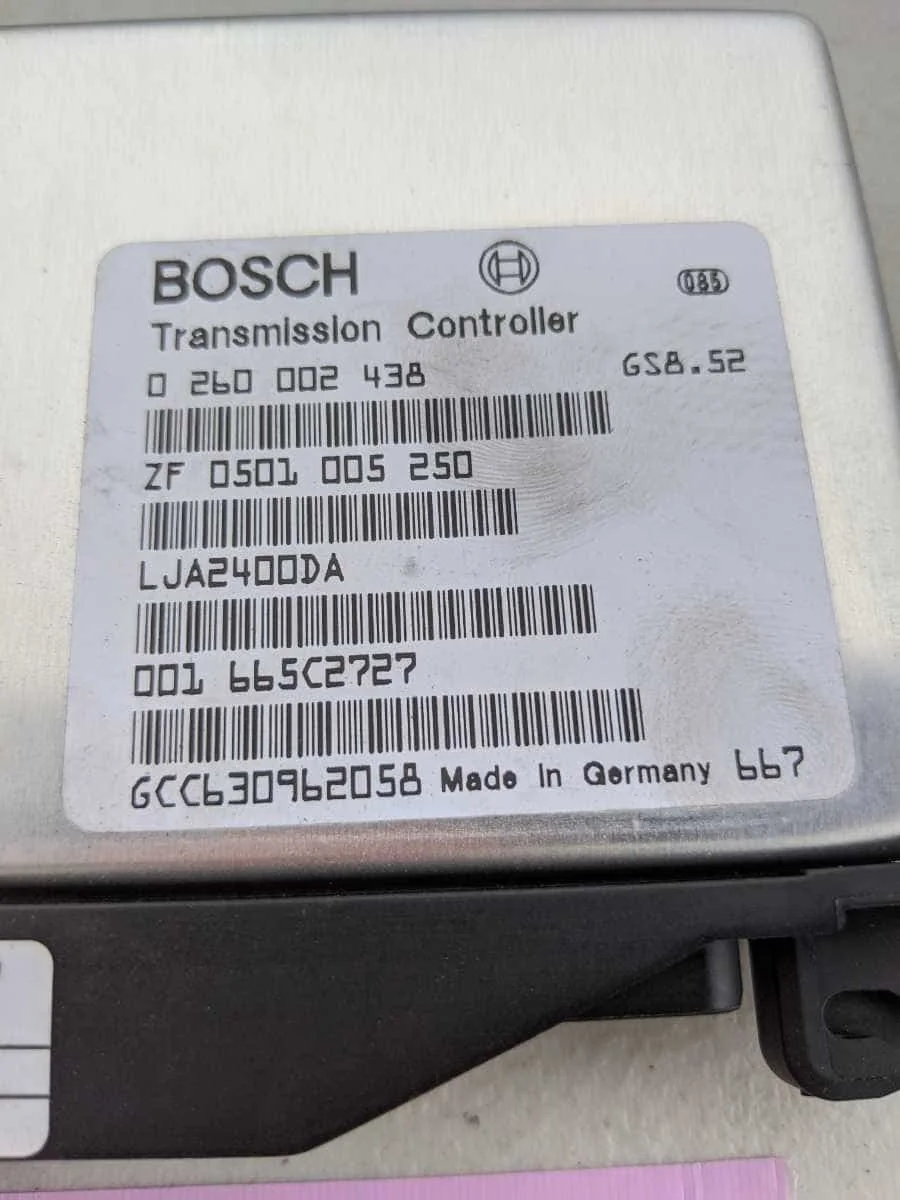 BOSCH
085
Transmission Controller
0 260 002 438
GS8.52
ZF 0501 005 250
LJA2400DA
001 665C2727
GCC630962058 Made in Germany 667